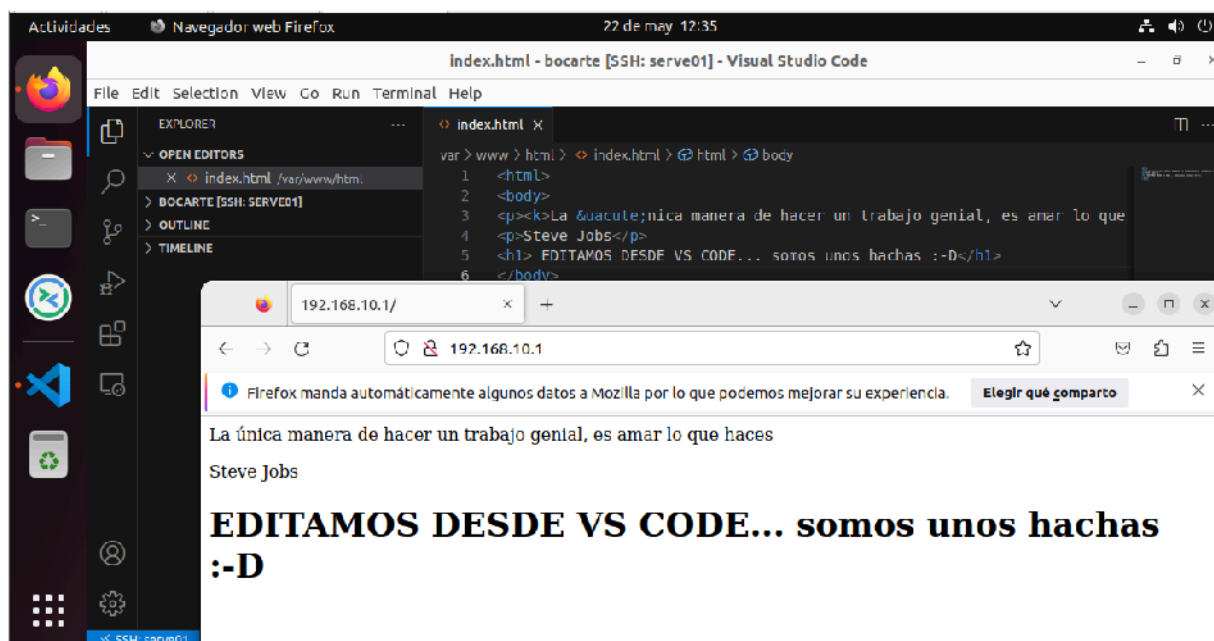 Actividades Navegador web Firefox 22 de may 12:35
index.html - bocarte [SSH: serve01] - Visual Studio Code
File Edit Selection View Go Run Terminal Help
EXPLORER ...
index.html
OPEN EDITORS
index.html /var/www/html
BOCARTE [SSH: SERVE01]
OUTLINE
TIMELINE
var > www > html > index.html > html > body
1 <html>
2 <body>
3 <p><k>La &uacute;nica manera de hacer un trabajo genial, es amar lo que
4 <p>Steve Jobs</p>
5 <h1> EDITAMOS DESDE VS CODE... somos unos hachas :-D</h1>
6 </body>
192.168.10.1/
192.168.10.1
Firefox manda automáticamente algunos datos a Mozilla por lo que podemos mejorar su experiencia. Elegir qué comparto
La única manera de hacer un trabajo genial, es amar lo que haces
Steve Jobs
EDITAMOS DESDE VS CODE... somos unos hachas
:-D
SSH: serve01